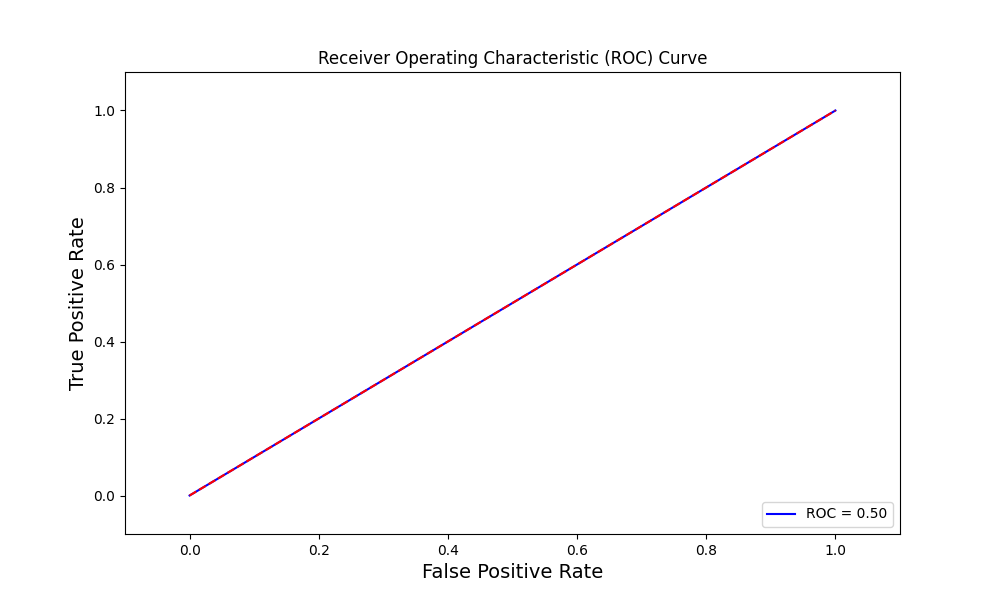 Receiver Operating Characteristic (ROC) Curve
True Positive Rate
1.0
0.8
0.6
0.4
0.2
0.0
ROC = 0.50
0.0 0.2 0.4 0.6 0.8 1.0
False Positive Rate